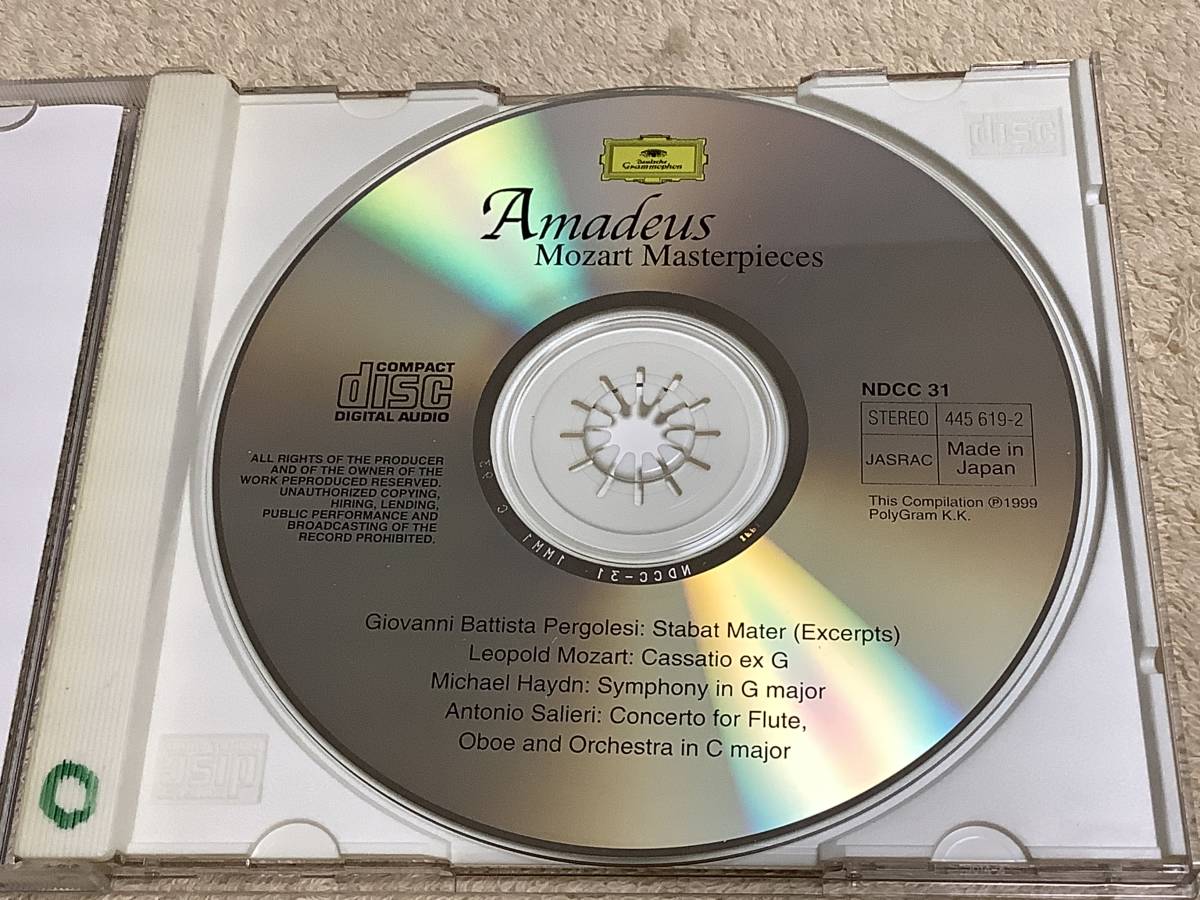 Deutsche
Grammophon
Amadeus
Mozart Masterpieces
COMPACT
disc
DIGITAL AUDIO
ALL RIGHTS OF THE PRODUCER
AND OF THE OWNER OF THE
WORK PEPRODUCED RESERVED.
UNAUTHORIZED COPYING,
HIRING, LENDING,
PUBLIC PERFORMANCE AND
BROADCASTING OF THE
RECORD PROHIBITED.
NDCC 31
STEREO 445 619-2
JASRAC Made in
Japan
This Compilation ℗1999
PolyGram K.K.
NDCC-31 1MM1
Giovanni Battista Pergolesi: Stabat Mater (Excerpts)
Leopold Mozart: Cassatio ex G
Michael Haydn: Symphony in G major
Antonio Salieri: Concerto for Flute,
Oboe and Orchestra in C major
disc
disc